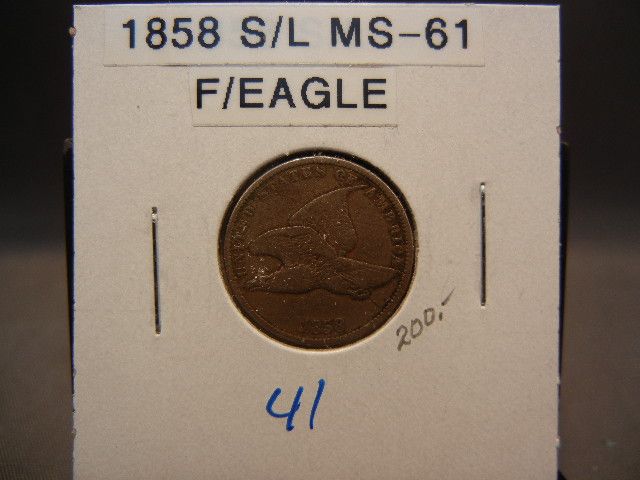 1858 S/L MS-61
F/EAGLE
UNITED STATES OF AMERICA
1858
200.-
41